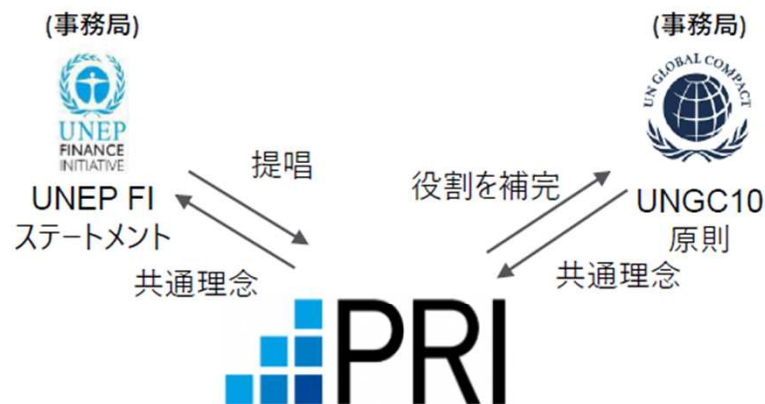 (事務局)
(事務局)
UNEP
FINANCE
INITIATIVE
UN GLOBAL COMPACT
UNEP FI
ステートメント
UNGC10
原則
提唱
役割を補完
共通理念
共通理念
PRI